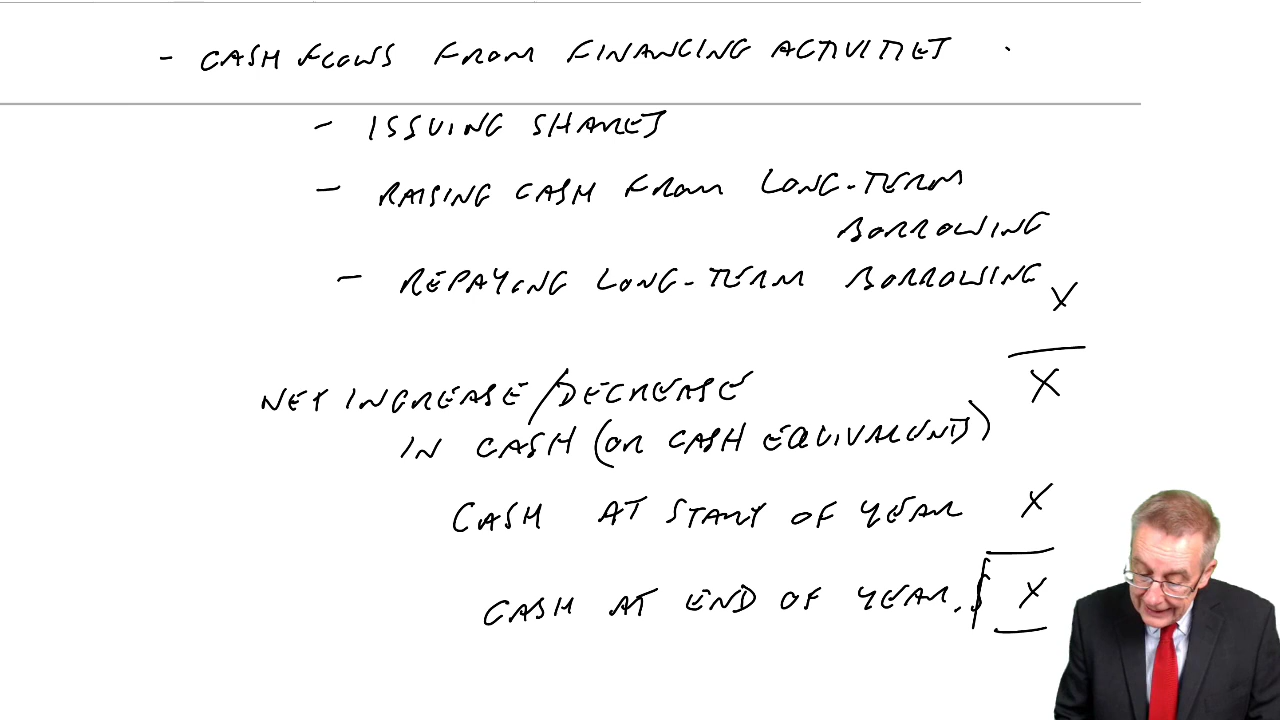 - CASH FLOWS FROM FINANCING ACTIVITIES
- ISSUING SHARES
- RAISING CASH FROM LONG-TERM
BORROWING
- REPAYING LONG-TERM BORROWING X
NET INCREASE/DECREASE X
IN CASH (OR CASH EQUIVALENTS)
CASH AT START OF YEAR X
CASH AT END OF YEAR. $ X